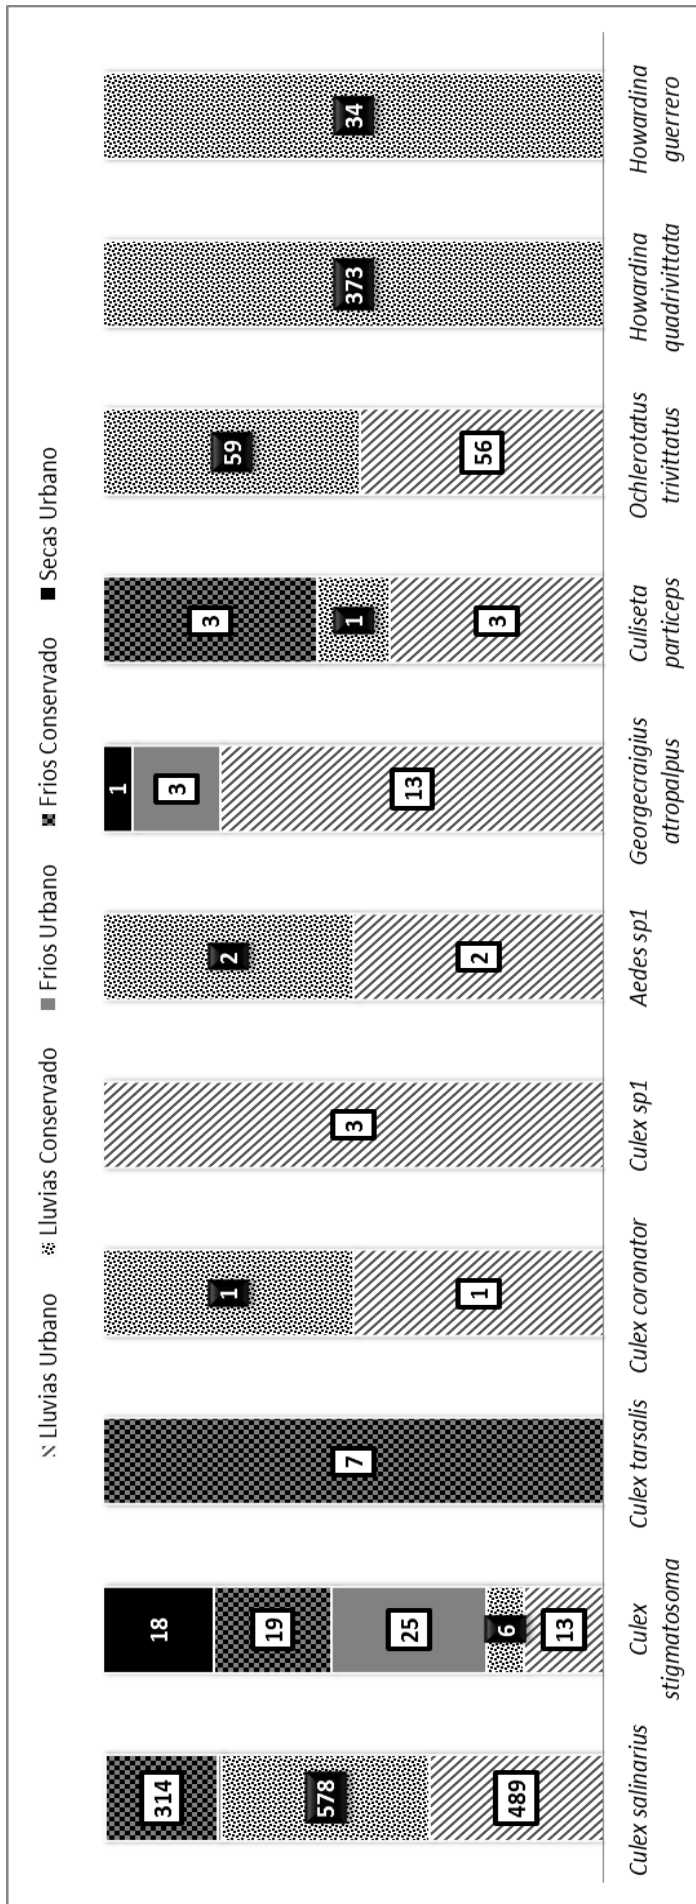 Lluvias Urbano
Lluvias Conservado
Frios Urbano
Frios Conservado
Secas Urbano
314
578
489
18
19
25
6
13
7
1
1
3
2
2
1
3
13
3
1
3
59
56
373
34
Culex salinarius
Culex
stigmatosoma
Culex tarsalis
Culex coronator
Culex sp1
Aedes sp1
Georgecraigius
atropalpus
Culiseta
particeps
Ochlerotatus
trivittatus
Howardina
quadrivittata
Howardina
guerrero